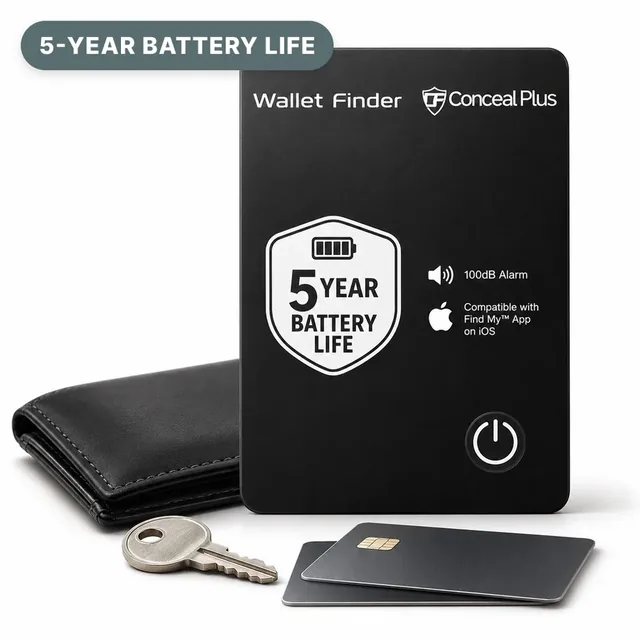 5-YEAR BATTERY LIFE
Wallet Finder
CF Conceal Plus
5 YEAR
BATTERY
LIFE
100dB Alarm
Compatible with
Find My™ App
on iOS